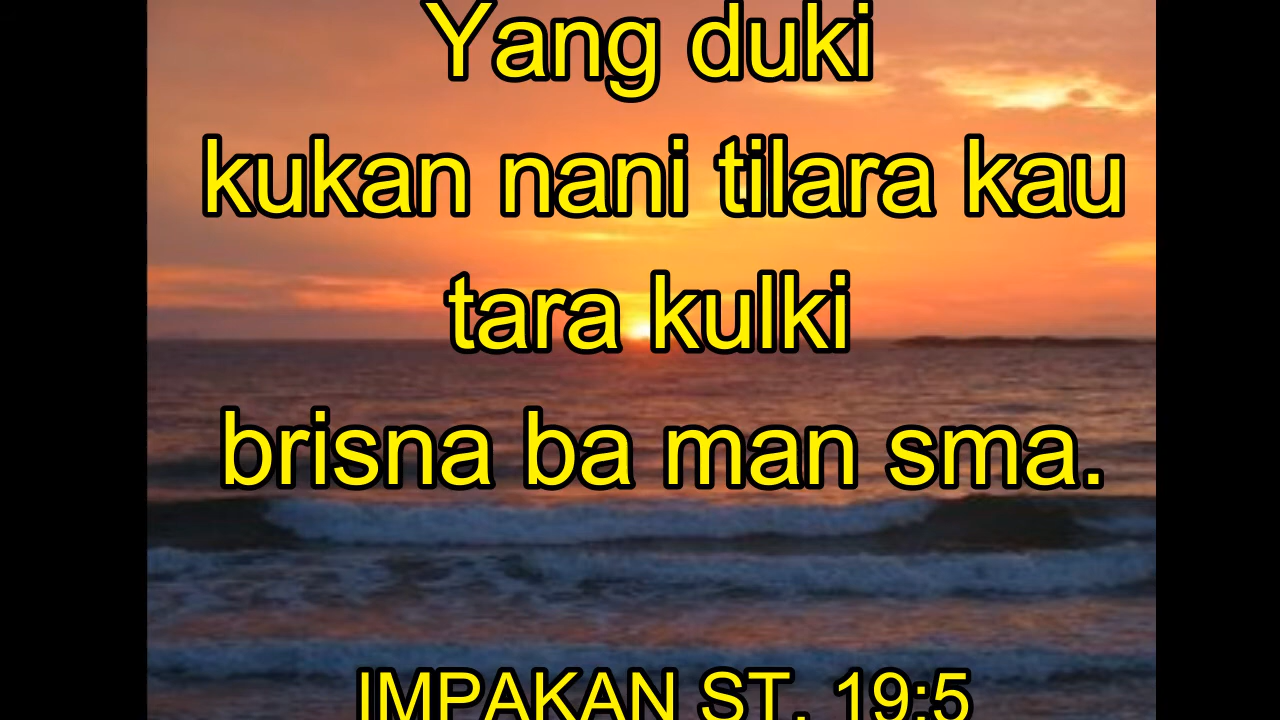 Yang duki
kukan nani tilara kau
tara kulki
brisna ba man sma.
IMPAKAN ST. 19:5